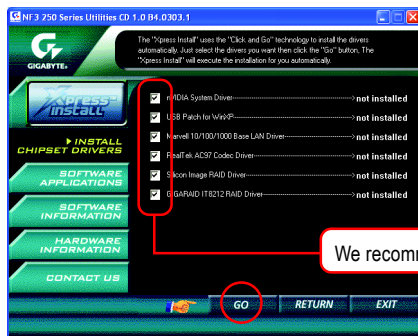 NF3 250 Series Utilities CD 1.0 B4.0303.1
GIGABYTE™
The "Xpress Install" uses the "Click and Go" technology to install the drivers
automatically. Just select the drivers you want then click the "GO" button, The
"Xpress Install" will execute the installation for you automatically.
Xpress
INSTALL
INSTALL
CHIPSET DRIVERS
SOFTWARE
APPLICATIONS
SOFTWARE
INFORMATION
HARDWARE
INFORMATION
CONTACT US
nVIDIA System Driver not installed
USB Patch for WinXP not installed
Marvell 10/100/1000 Base LAN Driver not installed
RealTek AC97 Codec Driver not installed
Silicon Image RAID Driver not installed
GIGARAID IT8212 RAID Driver not installed
We recomm
GO
RETURN
EXIT